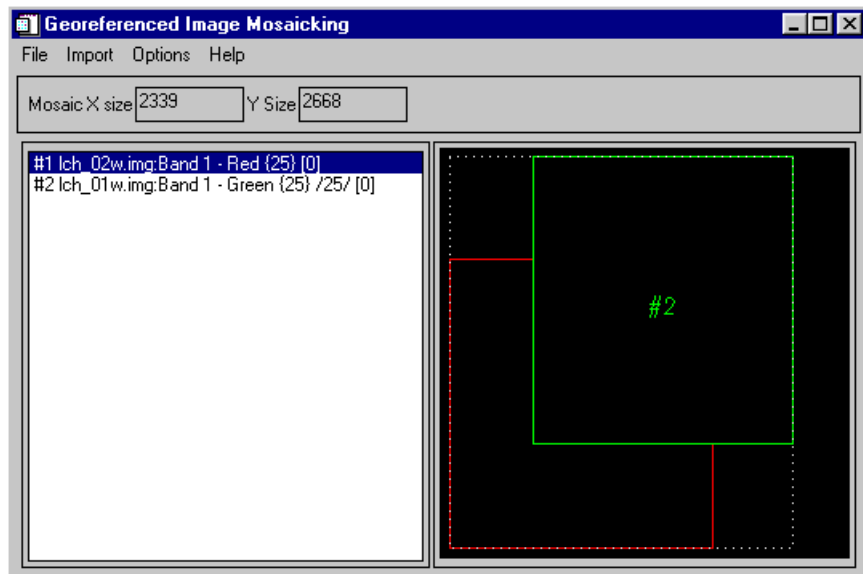 Georeferenced Image Mosaicking
File Import Options Help
Mosaic X size 2339 Y Size 2668
#1 lch_02w.img:Band 1 - Red {25} [0]
#2 lch_01w.img:Band 1 - Green {25} /25/ [0]
#2